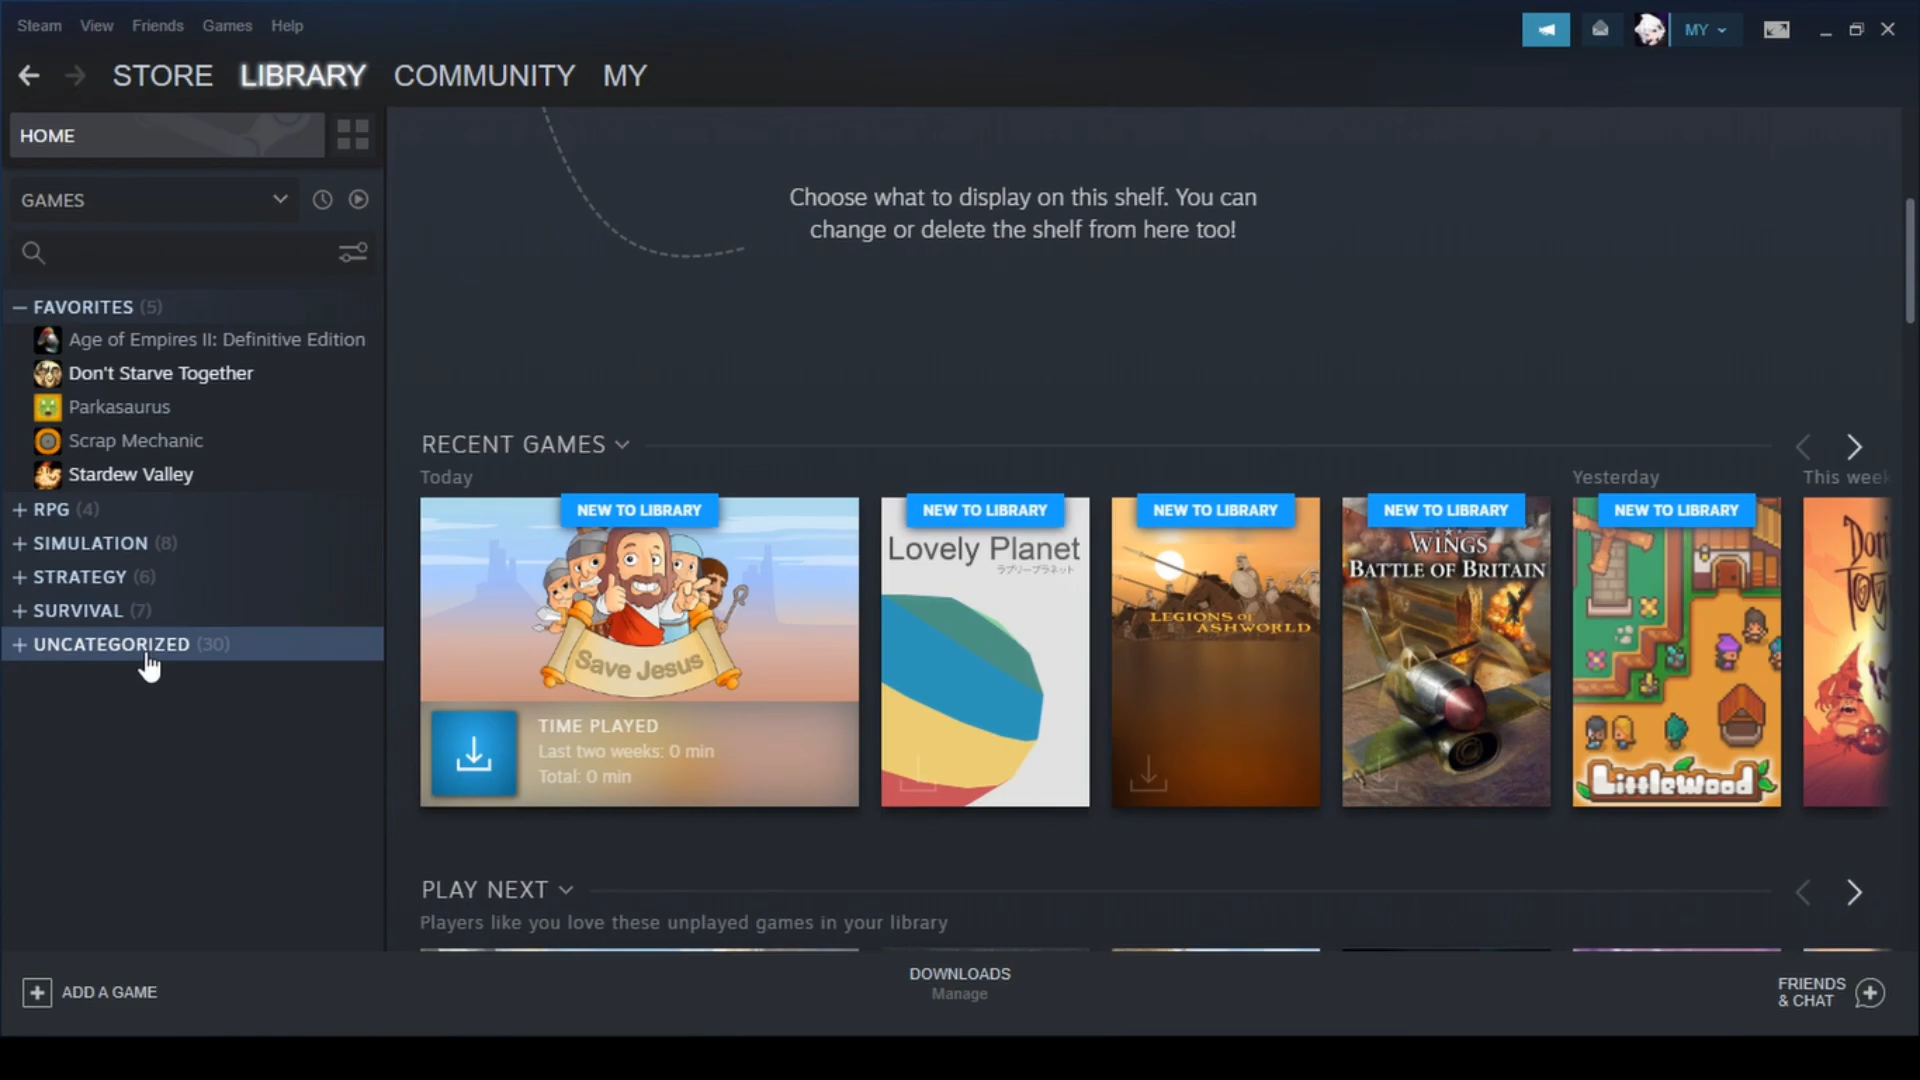 Steam View Friends Games Help
MY
STORE LIBRARY COMMUNITY MY
HOME
GAMES
FAVORITES (5)
Age of Empires II: Definitive Edition
Don't Starve Together
Parkasaurus
Scrap Mechanic
Stardew Valley
RPG (4)
SIMULATION (8)
STRATEGY (6)
SURVIVAL (7)
UNCATEGORIZED (30)
Choose what to display on this shelf. You can
change or delete the shelf from here too!
RECENT GAMES
Today
Yesterday
This week
NEW TO LIBRARY
Save Jesus
TIME PLAYED
Last two weeks: 0 min
Total: 0 min
NEW TO LIBRARY
Lovely Planet
ラブリープラネット
NEW TO LIBRARY
LEGIONS OF
ASHWORLD
NEW TO LIBRARY
WINGS
BATTLE OF BRITAIN
NEW TO LIBRARY
LittleWood
PLAY NEXT
Players like you love these unplayed games in your library
ADD A GAME
DOWNLOADS
Manage
FRIENDS
& CHAT